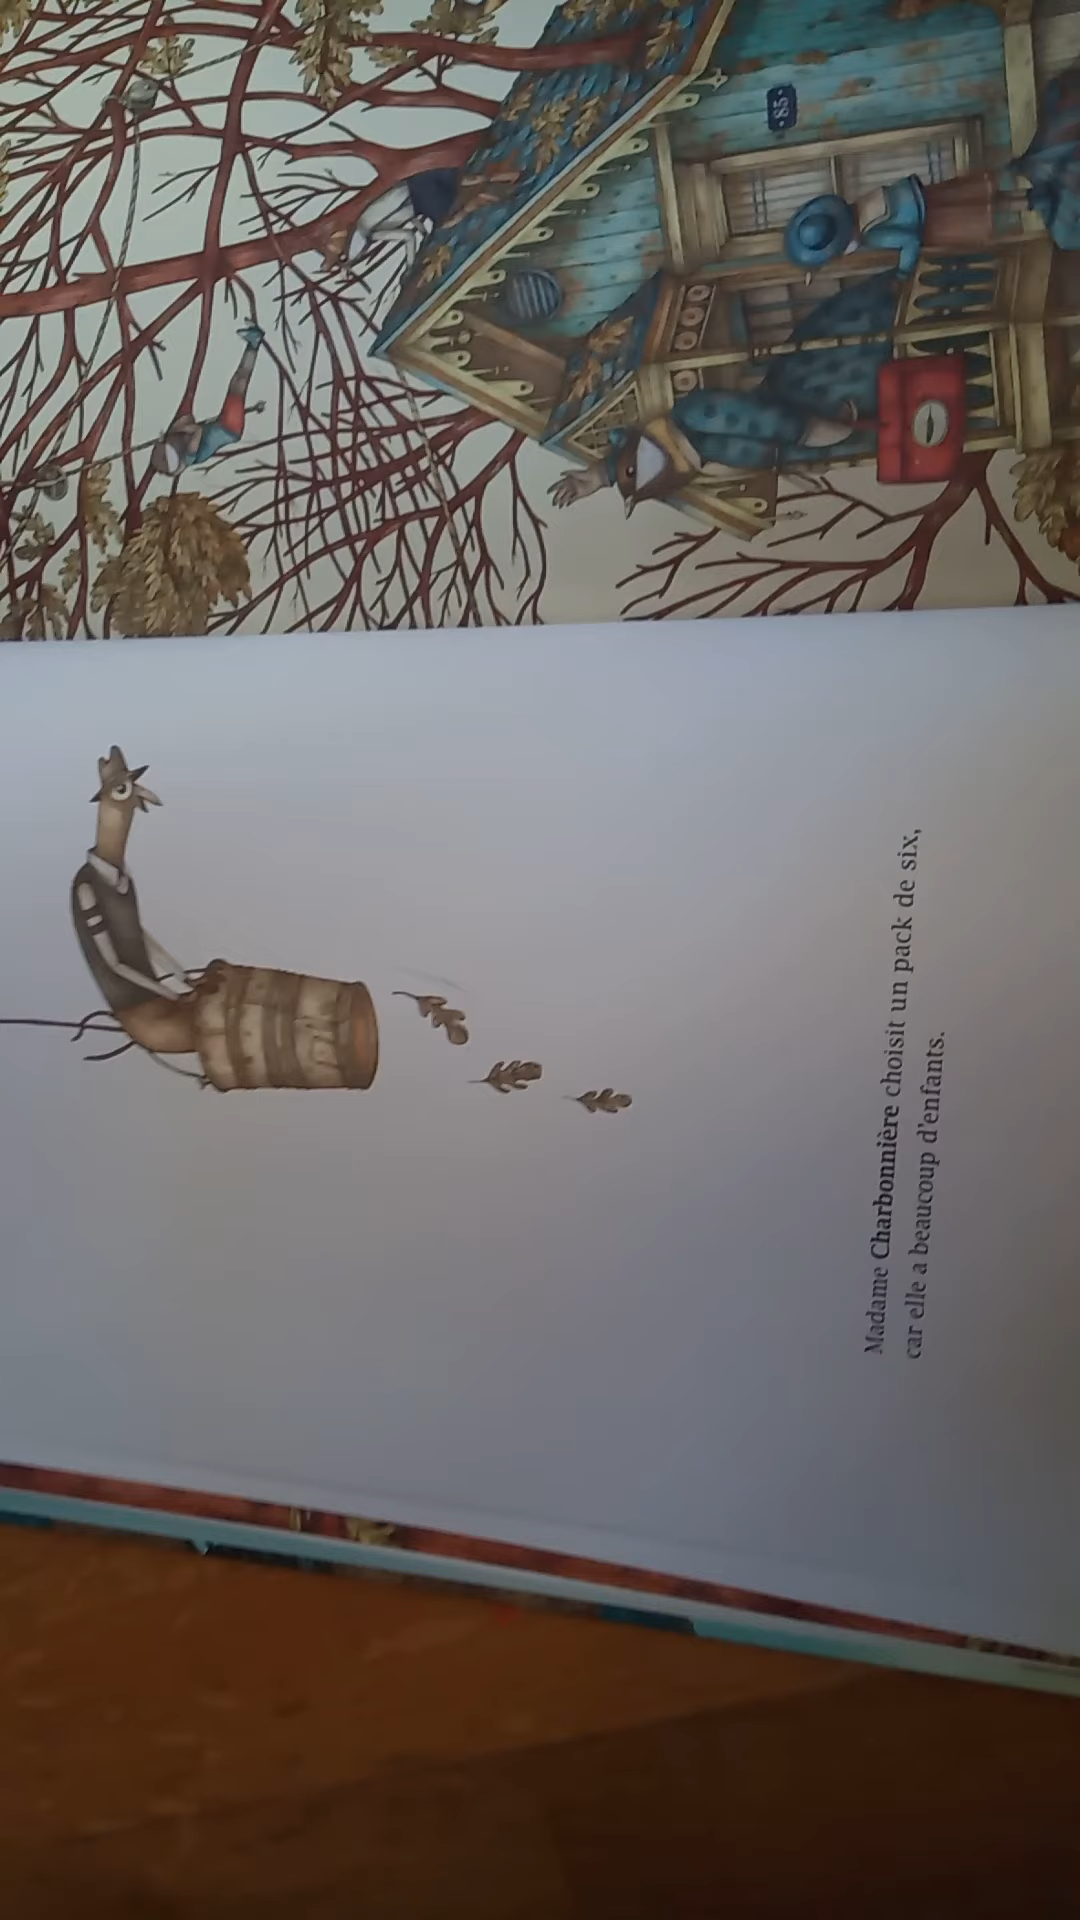 ·85·
Madame Charbonnière choisit un pack de six,
car elle a beaucoup d'enfants.